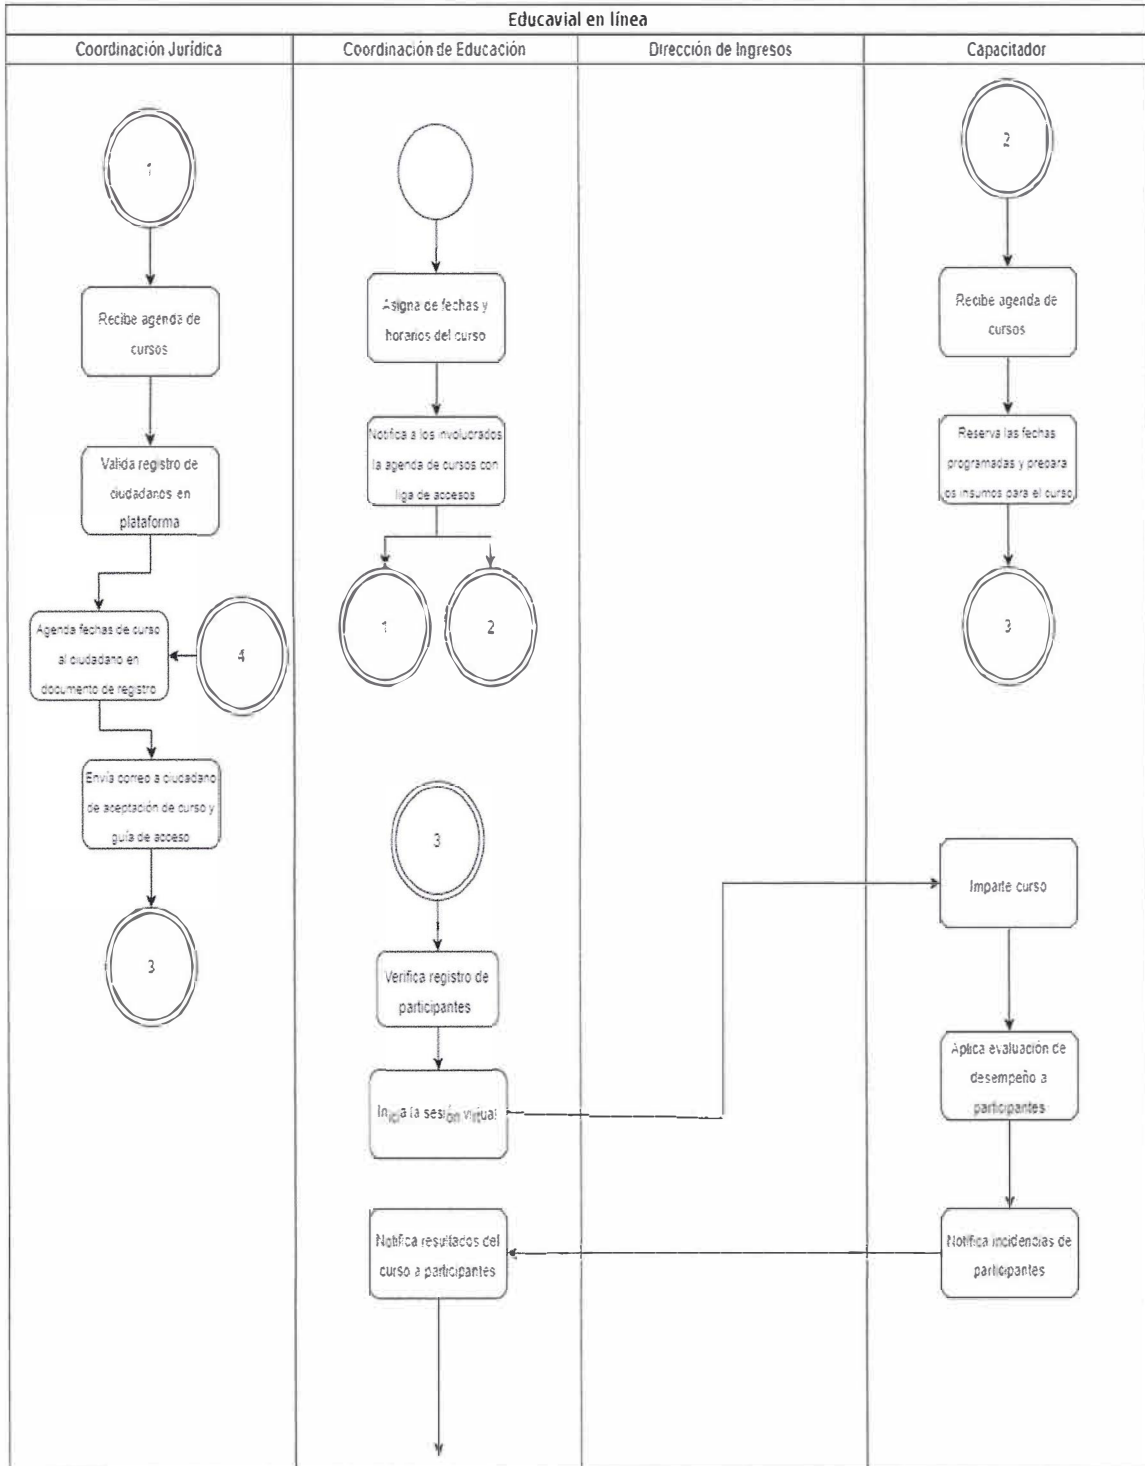 Educavial en línea
Coordinación Jurídica
Coordinación de Educación
Dirección de Ingresos
Capacitador
1
Recibe agenda de
cursos
Valida registro de
ciudadanos en
plataforma
Agenda fechas de curso
al ciudadano en
documento de registro
4
Envía correo a ciudadano
de aceptación de curso y
guía de acceso
3
Asigna de fechas y
horarios del curso
Notifica a los involucrados
la agenda de cursos con
liga de accesos
1
2
3
Verifica registro de
participantes
Inicia la sesión virtual
Notifica resultados del
curso a participantes
2
Recibe agenda de
cursos
Reserva las fechas
programadas y prepara
los insumos para el curso
3
Imparte curso
Aplica evaluación de
desempeño a
participantes
Notifica incidencias de
participantes